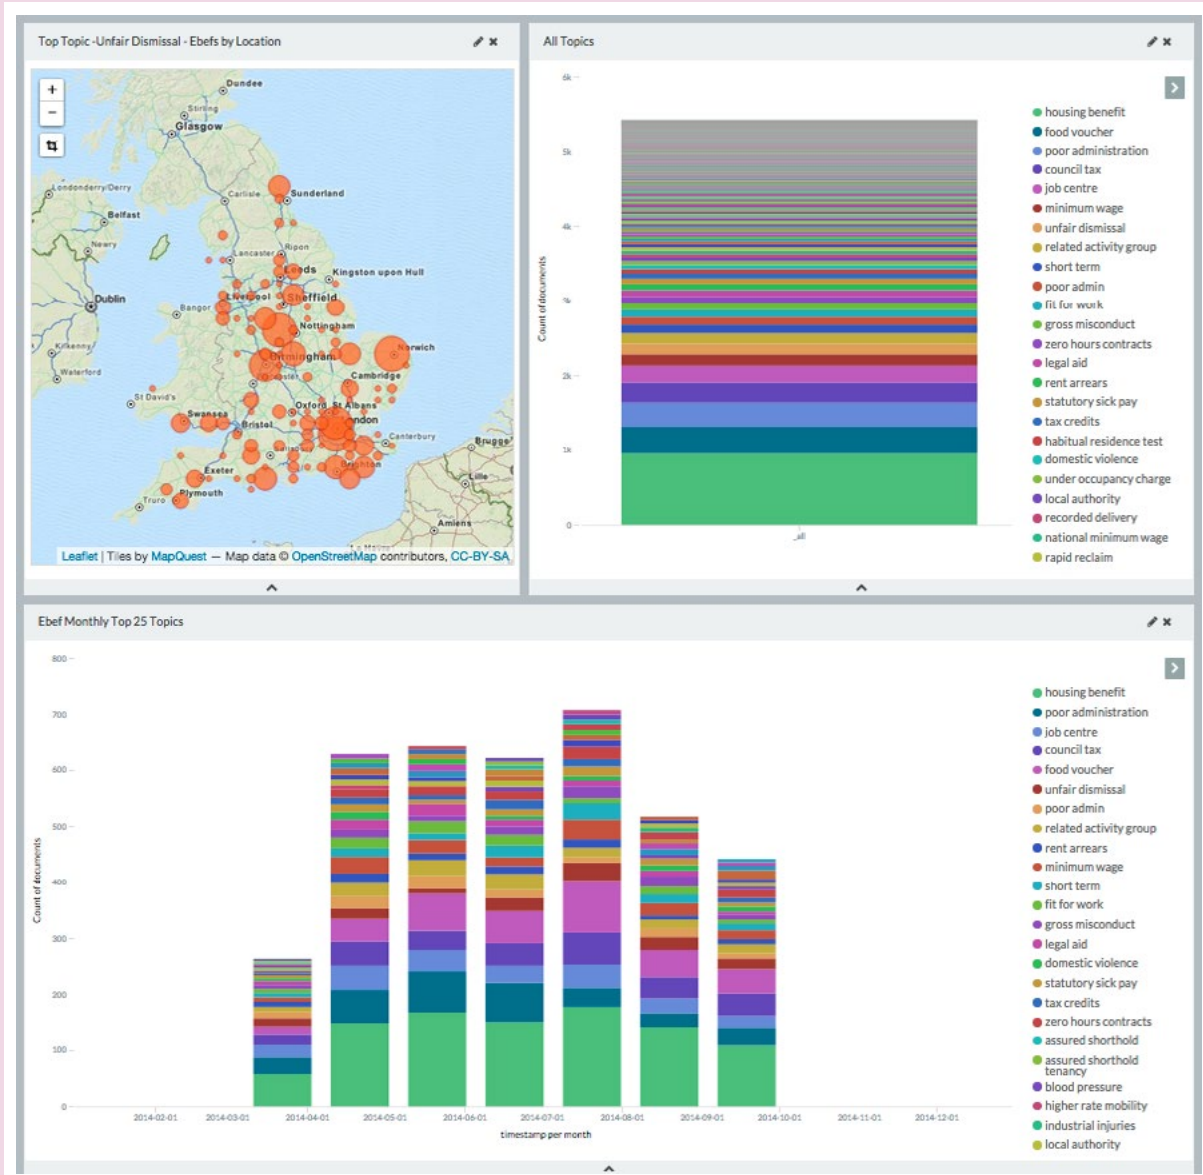 Top Topic -Unfair Dismissal - Ebefs by Location
+
−
Dundee
Stirling
Glasgow
Londonderry/Derry
Carlisle
Sunderland
Belfast
Newry
Lancaster
Ripon
Leeds
Kingston upon Hull
Dublin
Bangor
Liverpool
Sheffield
Nottingham
Kilkenny
Waterford
Birmingham
Norwich
Cambridge
St David's
Swansea
Oxford
St Albans
Bristol
London
Canterbury
Brugge
Exeter
Brighton
Lille
Truro
Plymouth
Amiens
Leaflet | Tiles by MapQuest — Map data © OpenStreetMap contributors, CC-BY-SA
All Topics
6k
5k
4k
3k
2k
1k
0
Count of documents
_all
housing benefit
food voucher
poor administration
council tax
job centre
minimum wage
unfair dismissal
related activity group
short term
poor admin
fit for work
gross misconduct
zero hours contracts
legal aid
rent arrears
statutory sick pay
tax credits
habitual residence test
domestic violence
under occupancy charge
local authority
recorded delivery
national minimum wage
rapid reclaim
Ebef Monthly Top 25 Topics
800
700
600
500
400
300
200
100
0
Count of documents
2014-02-01 2014-03-01 2014-04-01 2014-05-01 2014-06-01 2014-07-01 2014-08-01 2014-09-01 2014-10-01 2014-11-01 2014-12-01
timestamp per month
housing benefit
poor administration
job centre
council tax
food voucher
unfair dismissal
poor admin
related activity group
rent arrears
minimum wage
short term
fit for work
gross misconduct
legal aid
domestic violence
statutory sick pay
tax credits
zero hours contracts
assured shorthold
assured shorthold
tenancy
blood pressure
higher rate mobility
industrial injuries
local authority